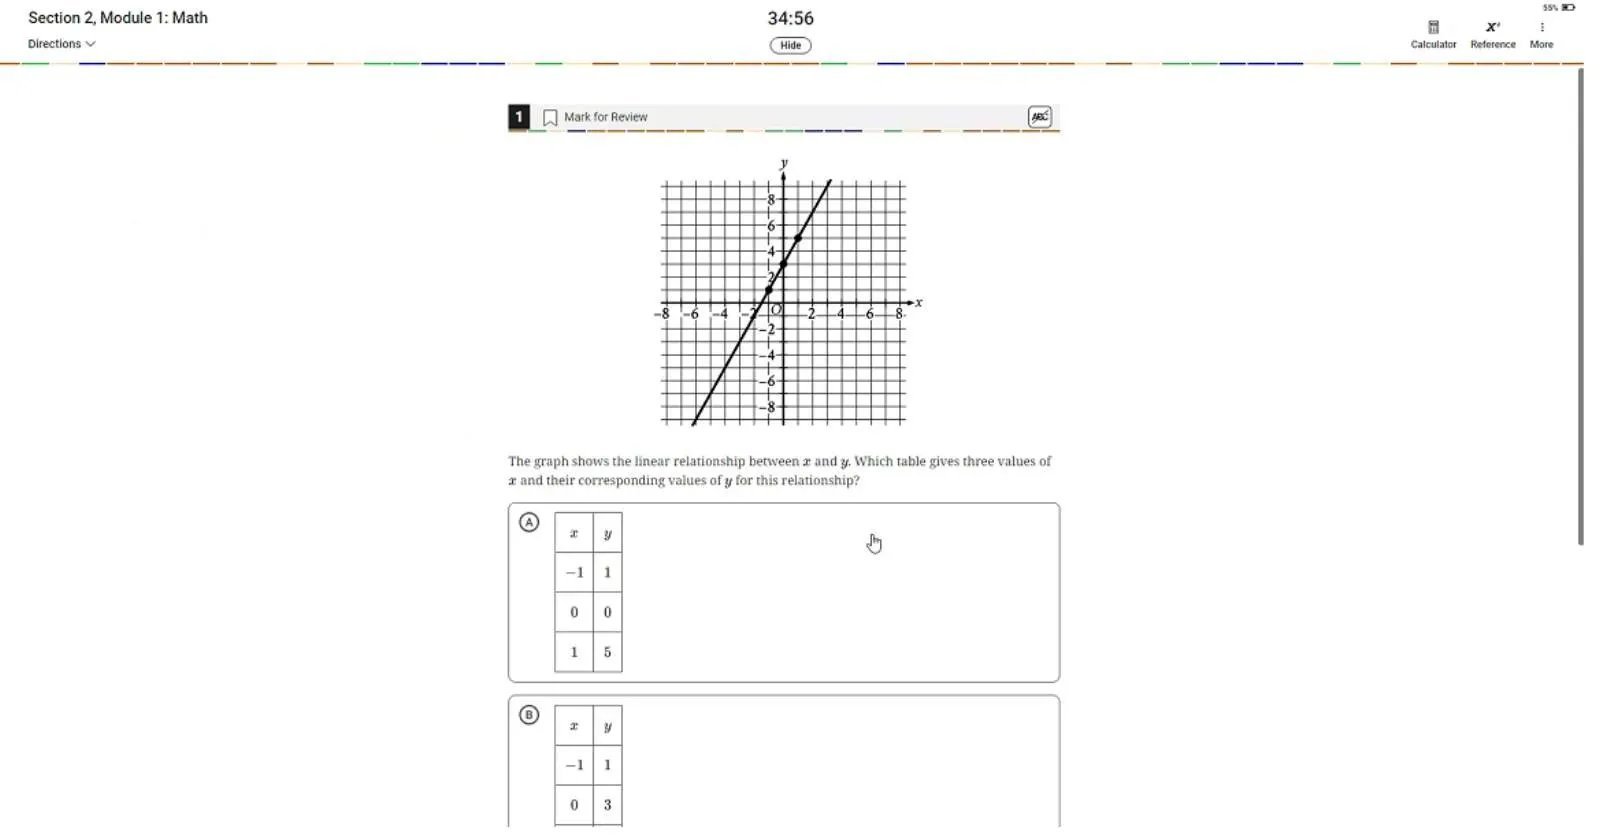 Section 2, Module 1: Math
34:56
55%
Directions
Hide
Calculator Reference More
1 Mark for Review ABC
y
8
6
4
2
-8 -6 -4 -2 O 2 4 6 8 x
-2
-4
-6
-8
The graph shows the linear relationship between x and y. Which table gives three values of
x and their corresponding values of y for this relationship?
A
x y
-1 1
0 0
1 5
B
x y
-1 1
0 3